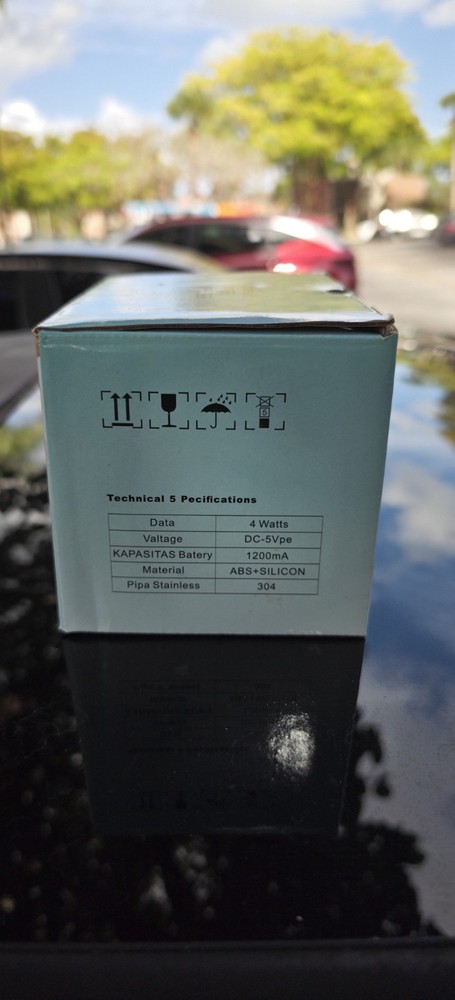 Technical 5 Pecifications
Data 4 Watts
Valtage DC-5Vpe
KAPASITAS Batery 1200mA
Material ABS+SILICON
Pipa Stainless 304